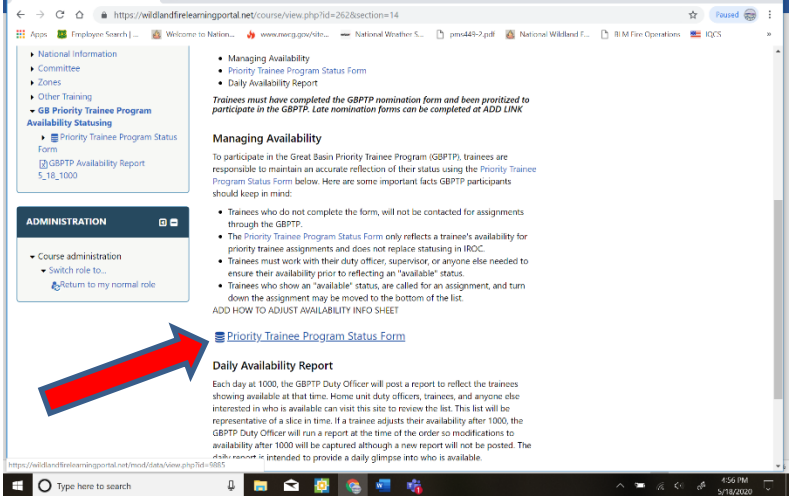 https://wildlandfirelearningportal.net/course/view.php?id=262&section=14
Paused
Apps Employee Search | ... Welcome to Nation... www.nwcg.gov/site... National Weather S... pms449-2.pdf National Wildland F... BLM Fire Operations IQCS »
National Information
Committee
Zones
Other Training
GB Priority Trainee Program
Availability Statusing
Priority Trainee Program Status
Form
GBPTP Availability Report
5_18_1000
ADMINISTRATION
Course administration
Switch role to...
Return to my normal role
• Managing Availability
• Priority Trainee Program Status Form
• Daily Availability Report
Trainees must have completed the GBPTP nomination form and been proritized to
participate in the GBPTP. Late nomination forms can be completed at ADD LINK
Managing Availability
To participate in the Great Basin Priority Trainee Program (GBPTP), trainees are
responsible to maintain an accurate reflection of their status using the Priority Trainee
Program Status Form below. Here are some important facts GBPTP participants
should keep in mind:
• Trainees who do not complete the form, will not be contacted for assignments
through the GBPTP.
• The Priority Trainee Program Status Form only reflects a trainee's availability for
priority trainee assignments and does not replace statusing in IROC.
• Trainees must work with their duty officer, supervisor, or anyone else needed to
ensure their availability prior to reflecting an "available" status.
• Trainees who show an "available" status, are called for an assignment, and turn
down the assignment may be moved to the bottom of the list.
ADD HOW TO ADJUST AVAILABILITY INFO SHEET
Priority Trainee Program Status Form
Daily Availability Report
Each day at 1000, the GBPTP Duty Officer will post a report to reflect the trainees
showing available at that time. Home unit duty officers, trainees, and anyone else
interested in who is available can visit this site to review the list. This list will be
representative of a slice in time. If a trainee adjusts their availability after 1000, the
GBPTP Duty Officer will run a report at the time of the order so modifications to
availability after 1000 will be captured although a new report will not be posted. The
daily report is intended to provide a daily glimpse into who is available.
https://wildlandfirelearningportal.net/mod/data/view.php?id=9885
Type here to search
4:56 PM
5/18/2020